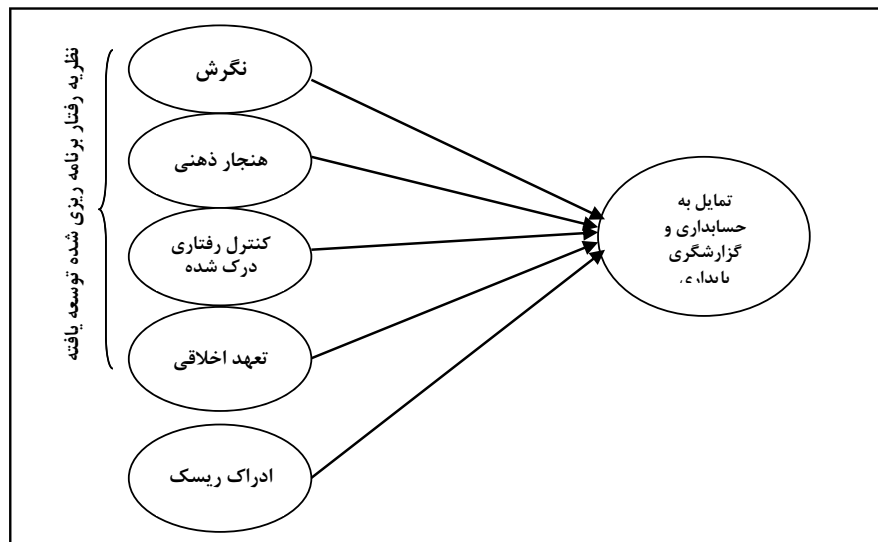 نظریه رفتار برنامه ریزی شده توسعه یافته
نگرش
هنجار ذهنی
کنترل رفتاری
درک شده
تعهد اخلاقی
ادراک ریسک
تمایل به
حسابداری و
گزارشگری
پایداری